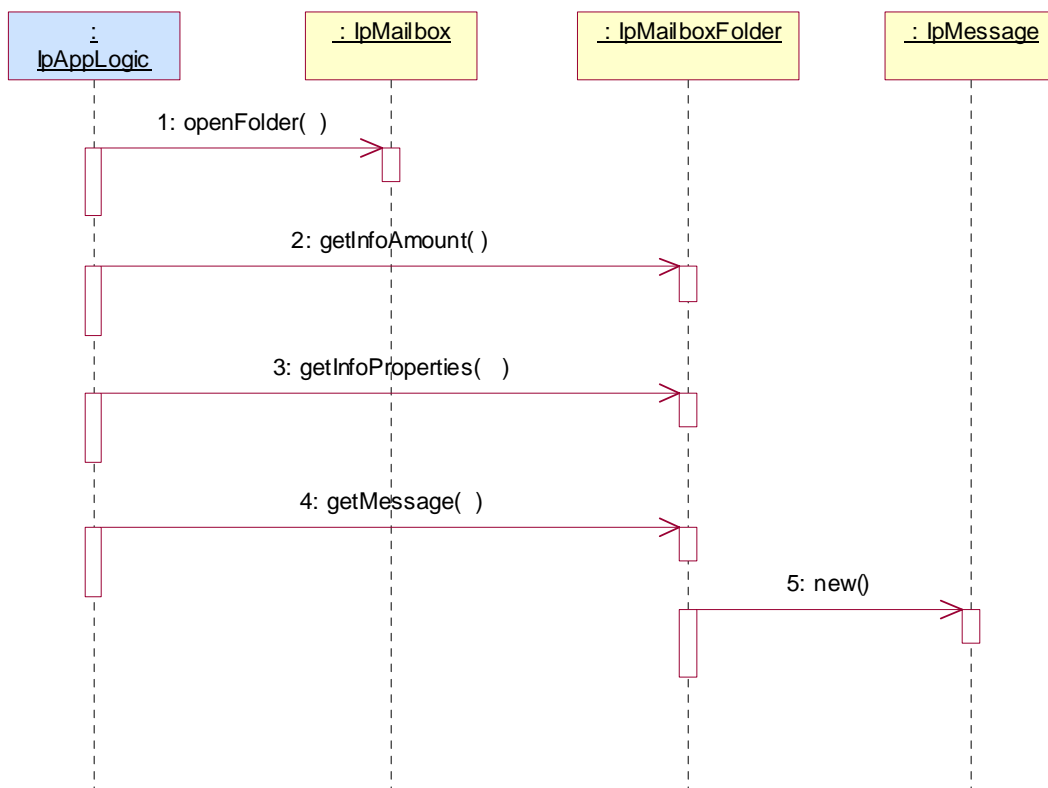 :
IpAppLogic
: IpMailbox
: IpMailboxFolder
: IpMessage
1: openFolder(  )
2: getInfoAmount( )
3: getInfoProperties(   )
4: getMessage(  )
5: new()